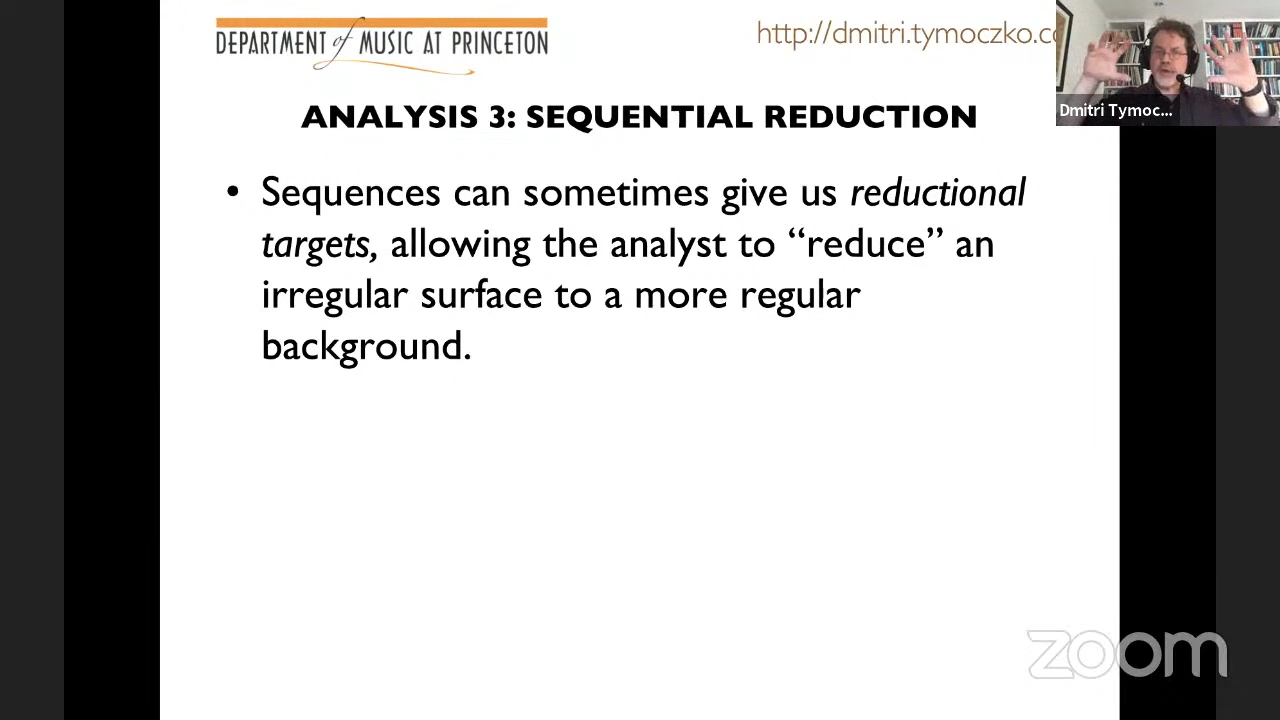 DEPARTMENT of MUSIC AT PRINCETON
http://dmitri.tymoczko.co
Dmitri Tymoc...
ANALYSIS 3: SEQUENTIAL REDUCTION
• Sequences can sometimes give us reductional
targets, allowing the analyst to “reduce” an
irregular surface to a more regular
background.
zoom